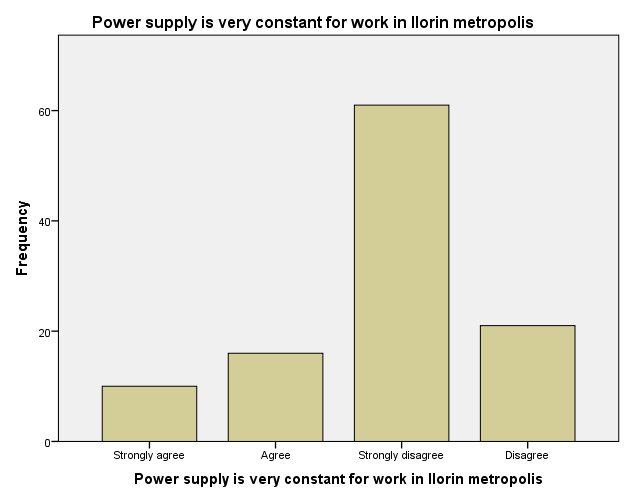 Power supply is very constant for work in Ilorin metropolis
60
40
20
0
Frequency
Strongly agree
Agree
Strongly disagree
Disagree
Power supply is very constant for work in Ilorin metropolis